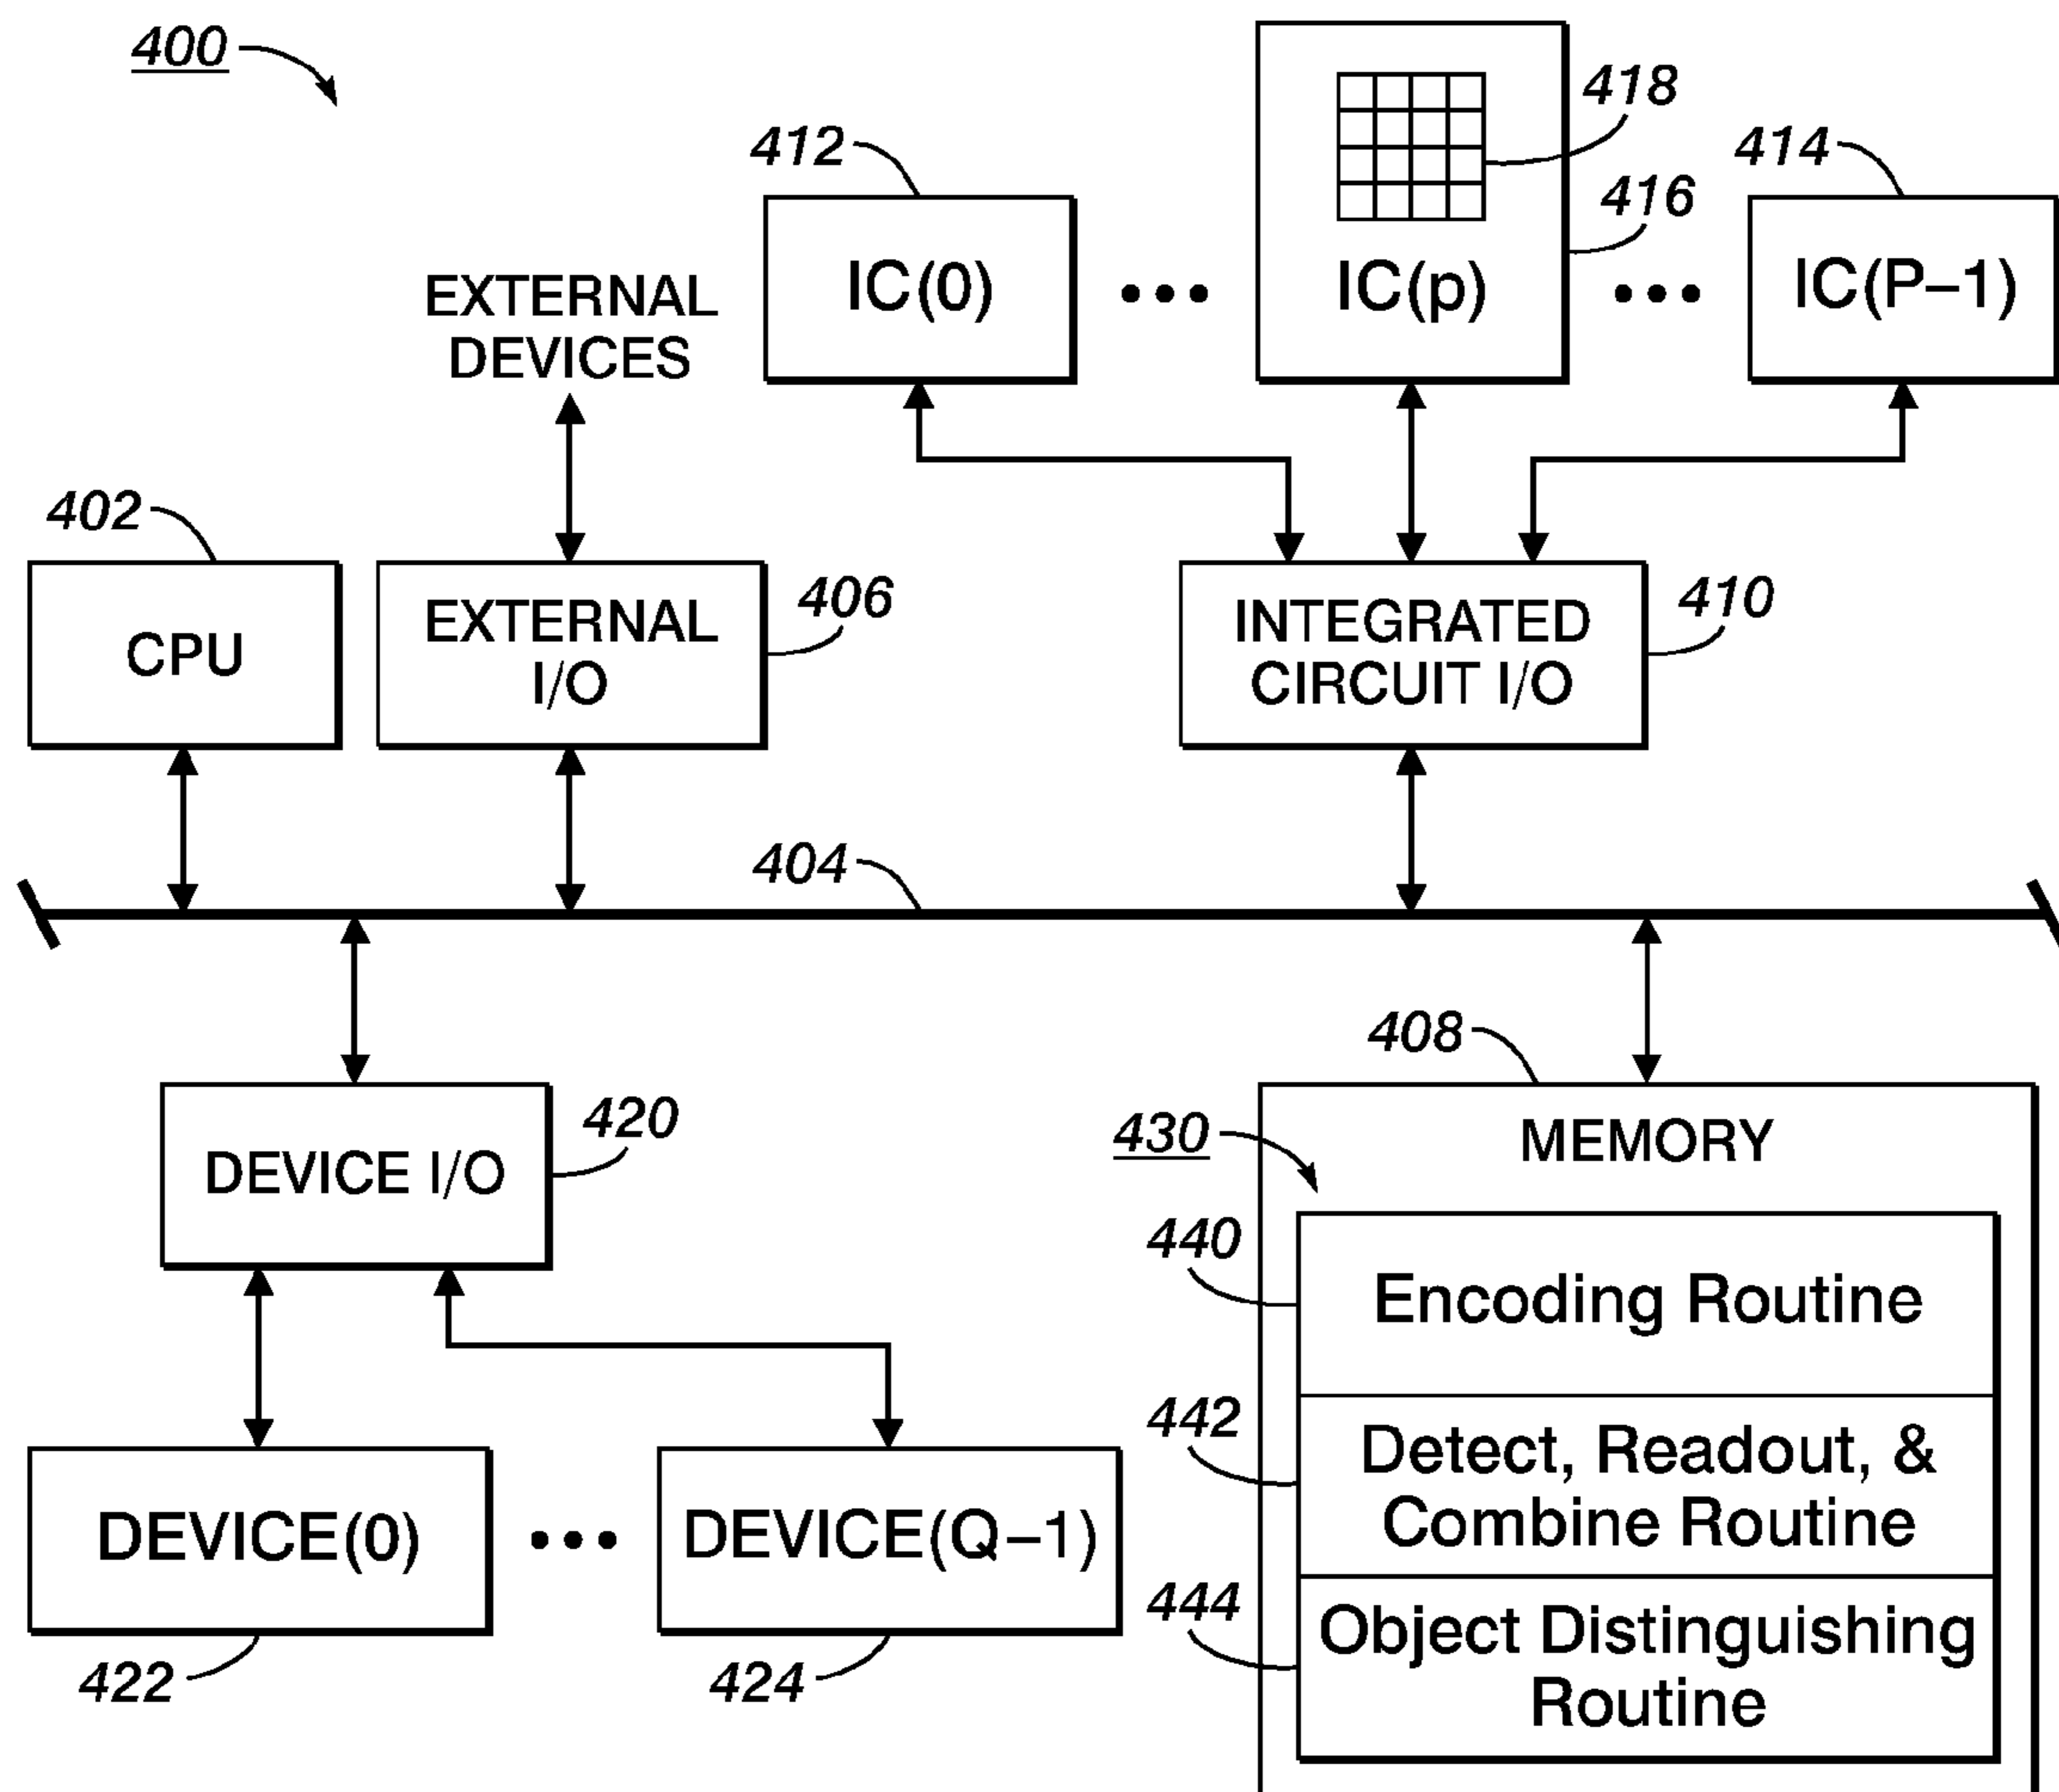 400
418
412
414
416
IC(0)
•••
IC(p)
•••
IC(P–1)
EXTERNAL
DEVICES
402
406
410
CPU
EXTERNAL
I/O
INTEGRATED
CIRCUIT I/O
404
408
420
430
MEMORY
DEVICE I/O
440
Encoding Routine
442
Detect, Readout, &
Combine Routine
DEVICE(0)
•••
DEVICE(Q–1)
444
Object Distinguishing
Routine
422
424